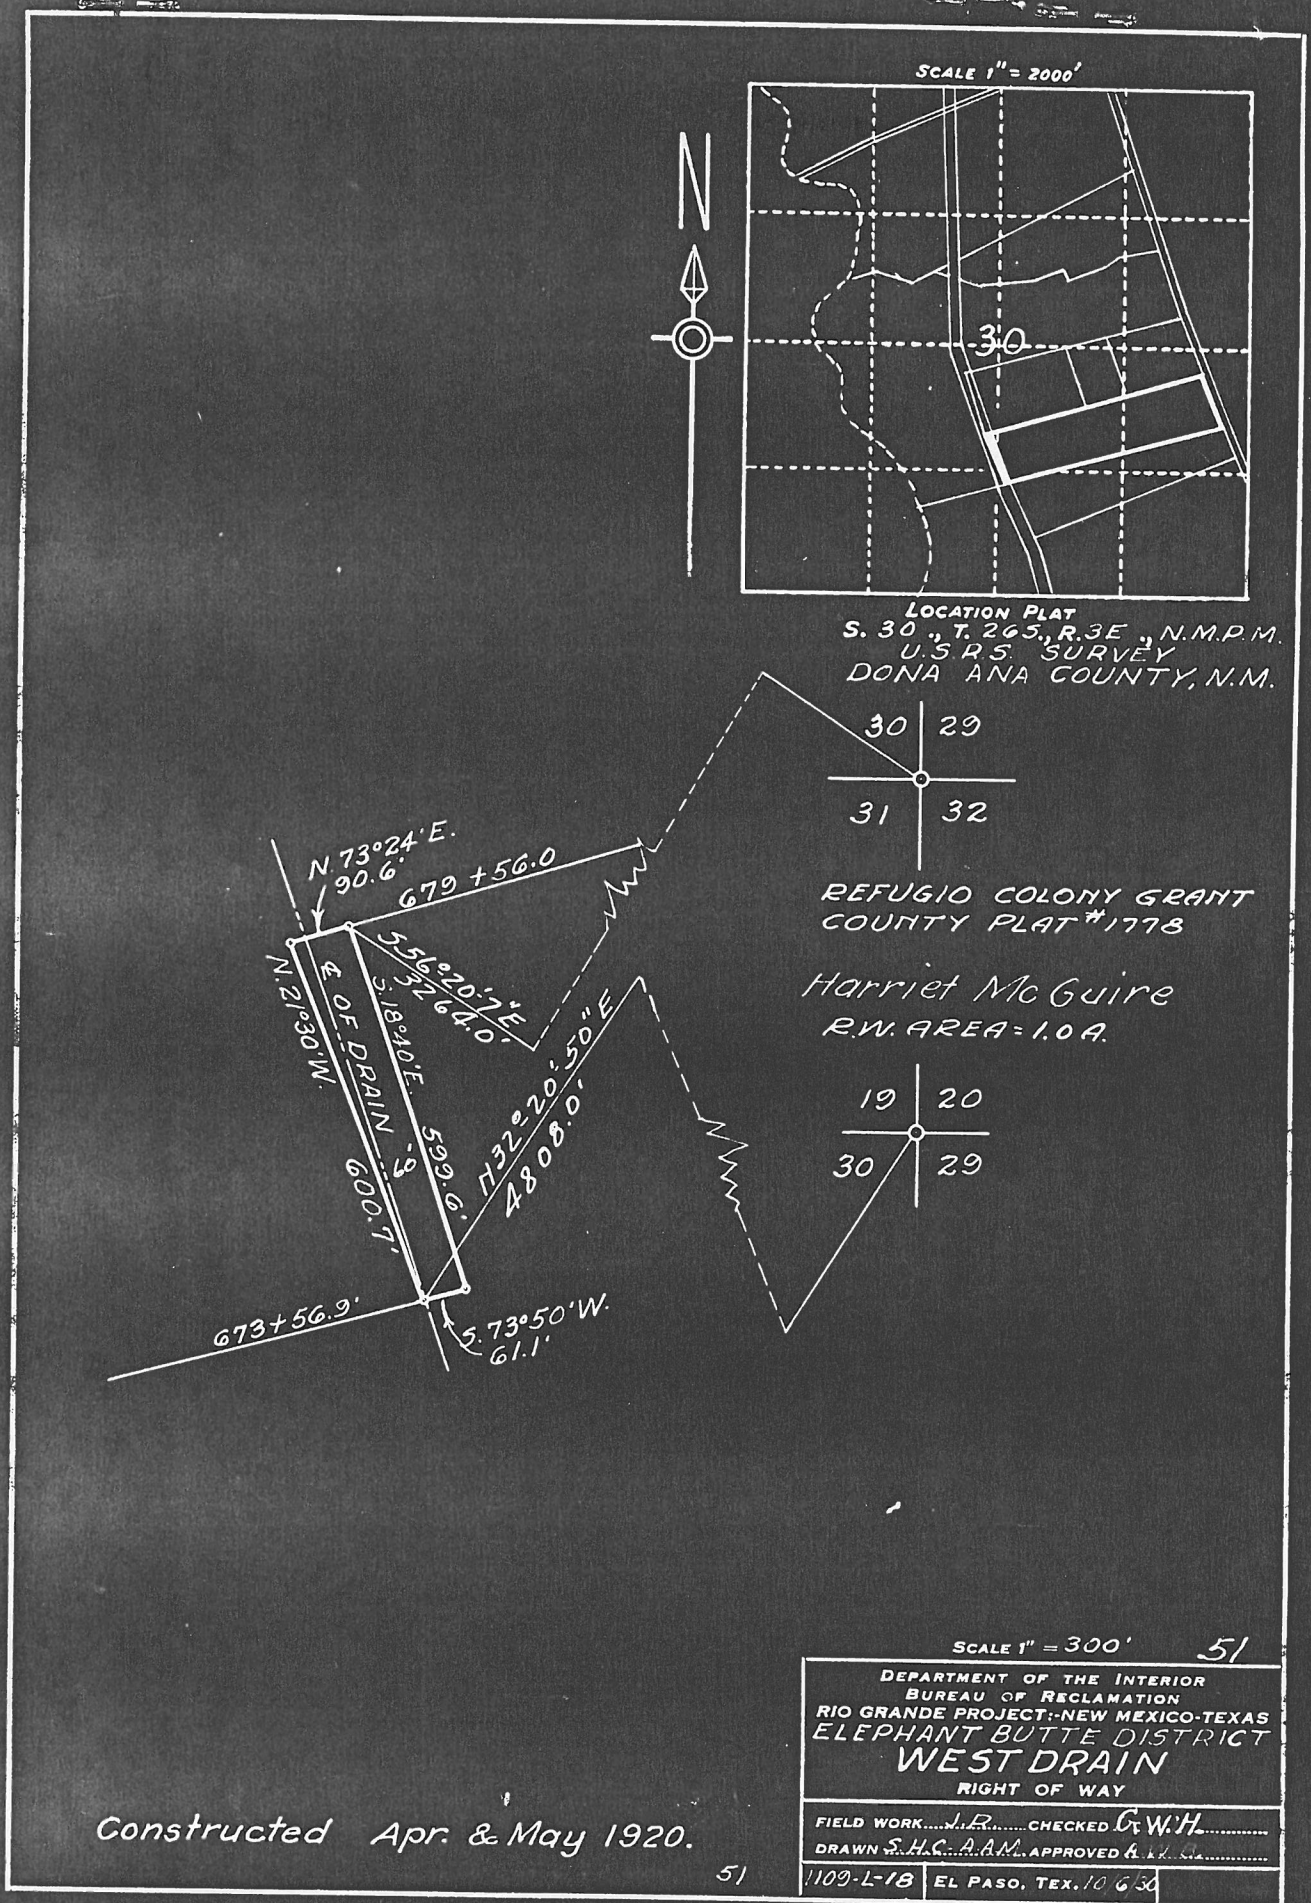 SCALE 1" = 2000'
N
30
LOCATION PLAT
S. 30 ., T. 26S., R. 3E ., N.M.P.M.
U.S.R.S. SURVEY
DONA ANA COUNTY, N.M.
30 29
31 32
N. 73°24'E.
90.6'
679 + 56.0
REFUGIO COLONY GRANT
COUNTY PLAT #1778
S.56°-20'-7"E
3264.0'
Harriet McGuire
R.W. AREA = 1.0 A.
N. 21°30'W.
600.7'
℄ OF DRAIN
60'
S.18°40'E.
599.6'
N32°-20'-50"E
4808.0'
19 20
30 29
673+56.9'
S. 73°50'W.
61.1'
SCALE 1" = 300' 51
DEPARTMENT OF THE INTERIOR
BUREAU OF RECLAMATION
RIO GRANDE PROJECT:-NEW MEXICO-TEXAS
ELEPHANT BUTTE DISTRICT
WEST DRAIN
RIGHT OF WAY
FIELD WORK....J.R...... CHECKED G.W.H.
DRAWN S.H.C.-A.A.M. APPROVED
1109-L-18 EL PASO, TEX. 10/6/30
Constructed Apr. & May 1920.
51